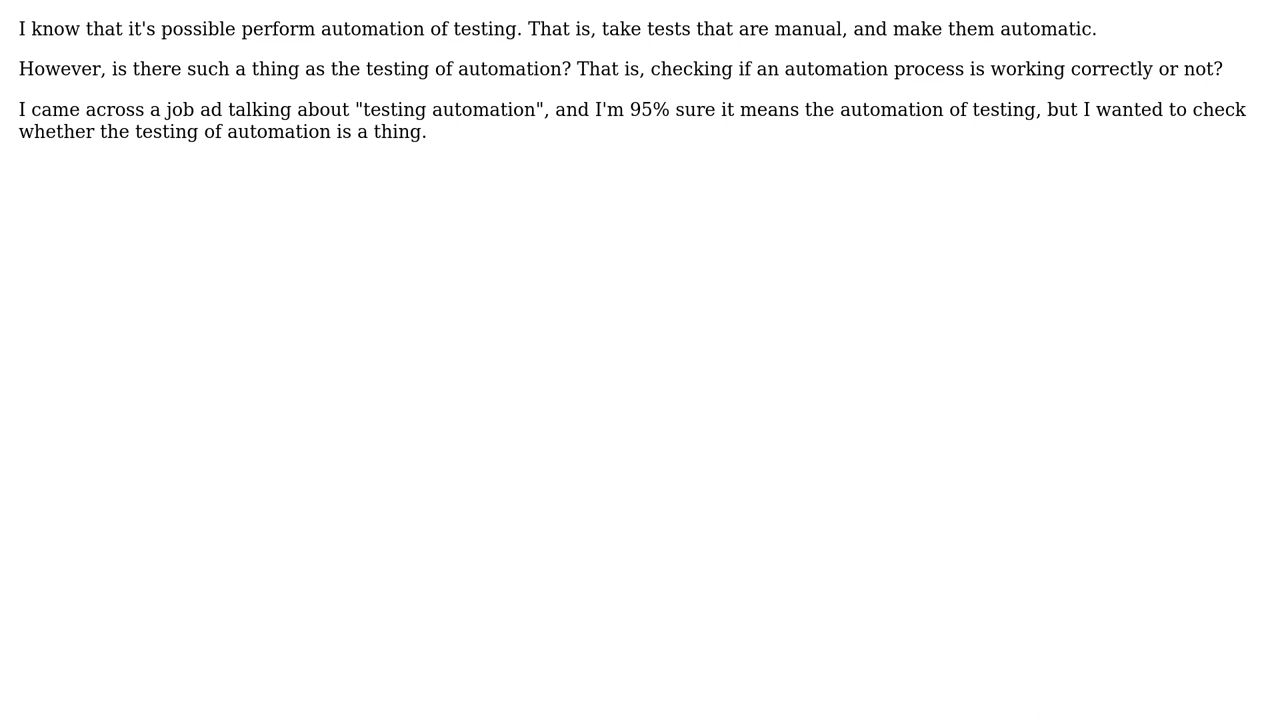 I know that it's possible perform automation of testing. That is, take tests that are manual, and make them automatic.
However, is there such a thing as the testing of automation? That is, checking if an automation process is working correctly or not?
I came across a job ad talking about "testing automation", and I'm 95% sure it means the automation of testing, but I wanted to check
whether the testing of automation is a thing.